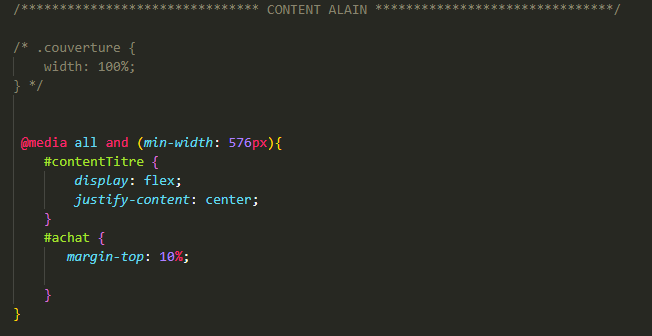 /******************************* CONTENT ALAIN *******************************/
/* .couverture {
width: 100%;
} */
@media all and (min-width: 576px){
#contentTitre {
display: flex;
justify-content: center;
}
#achat {
margin-top: 10%;
}
}